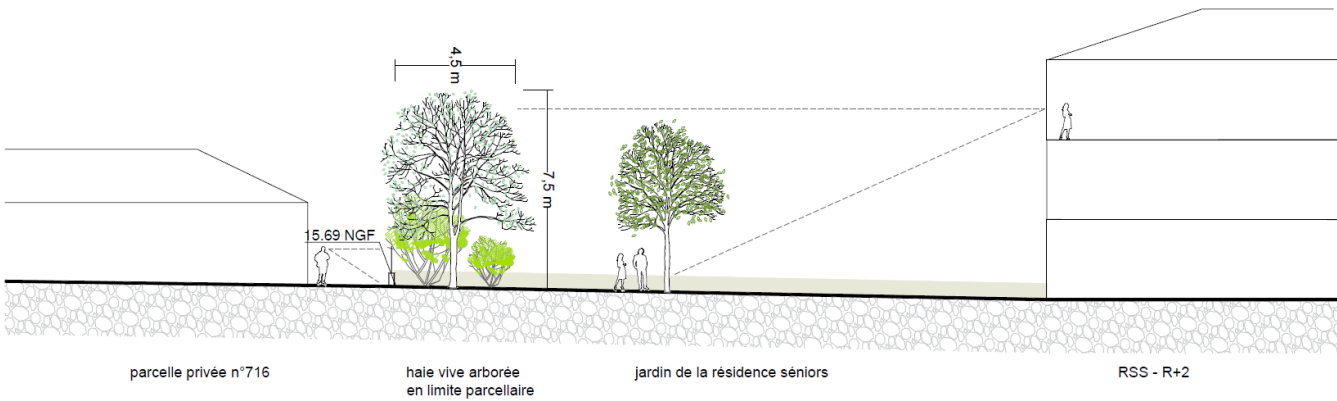 4,5 m
7,5 m
15.69 NGF
parcelle privée n°716
haie vive arborée
en limite parcellaire
jardin de la résidence séniors
RSS - R+2